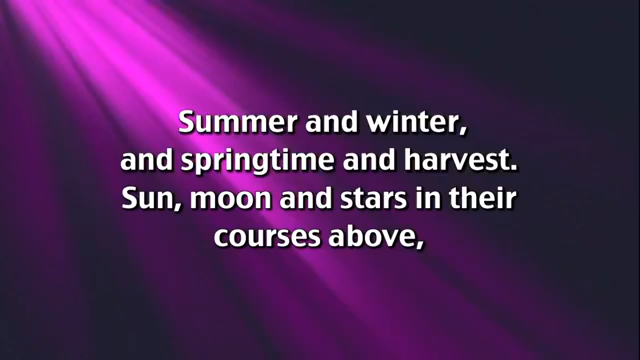 Summer and winter,
and springtime and harvest.
Sun, moon and stars in their
courses above,